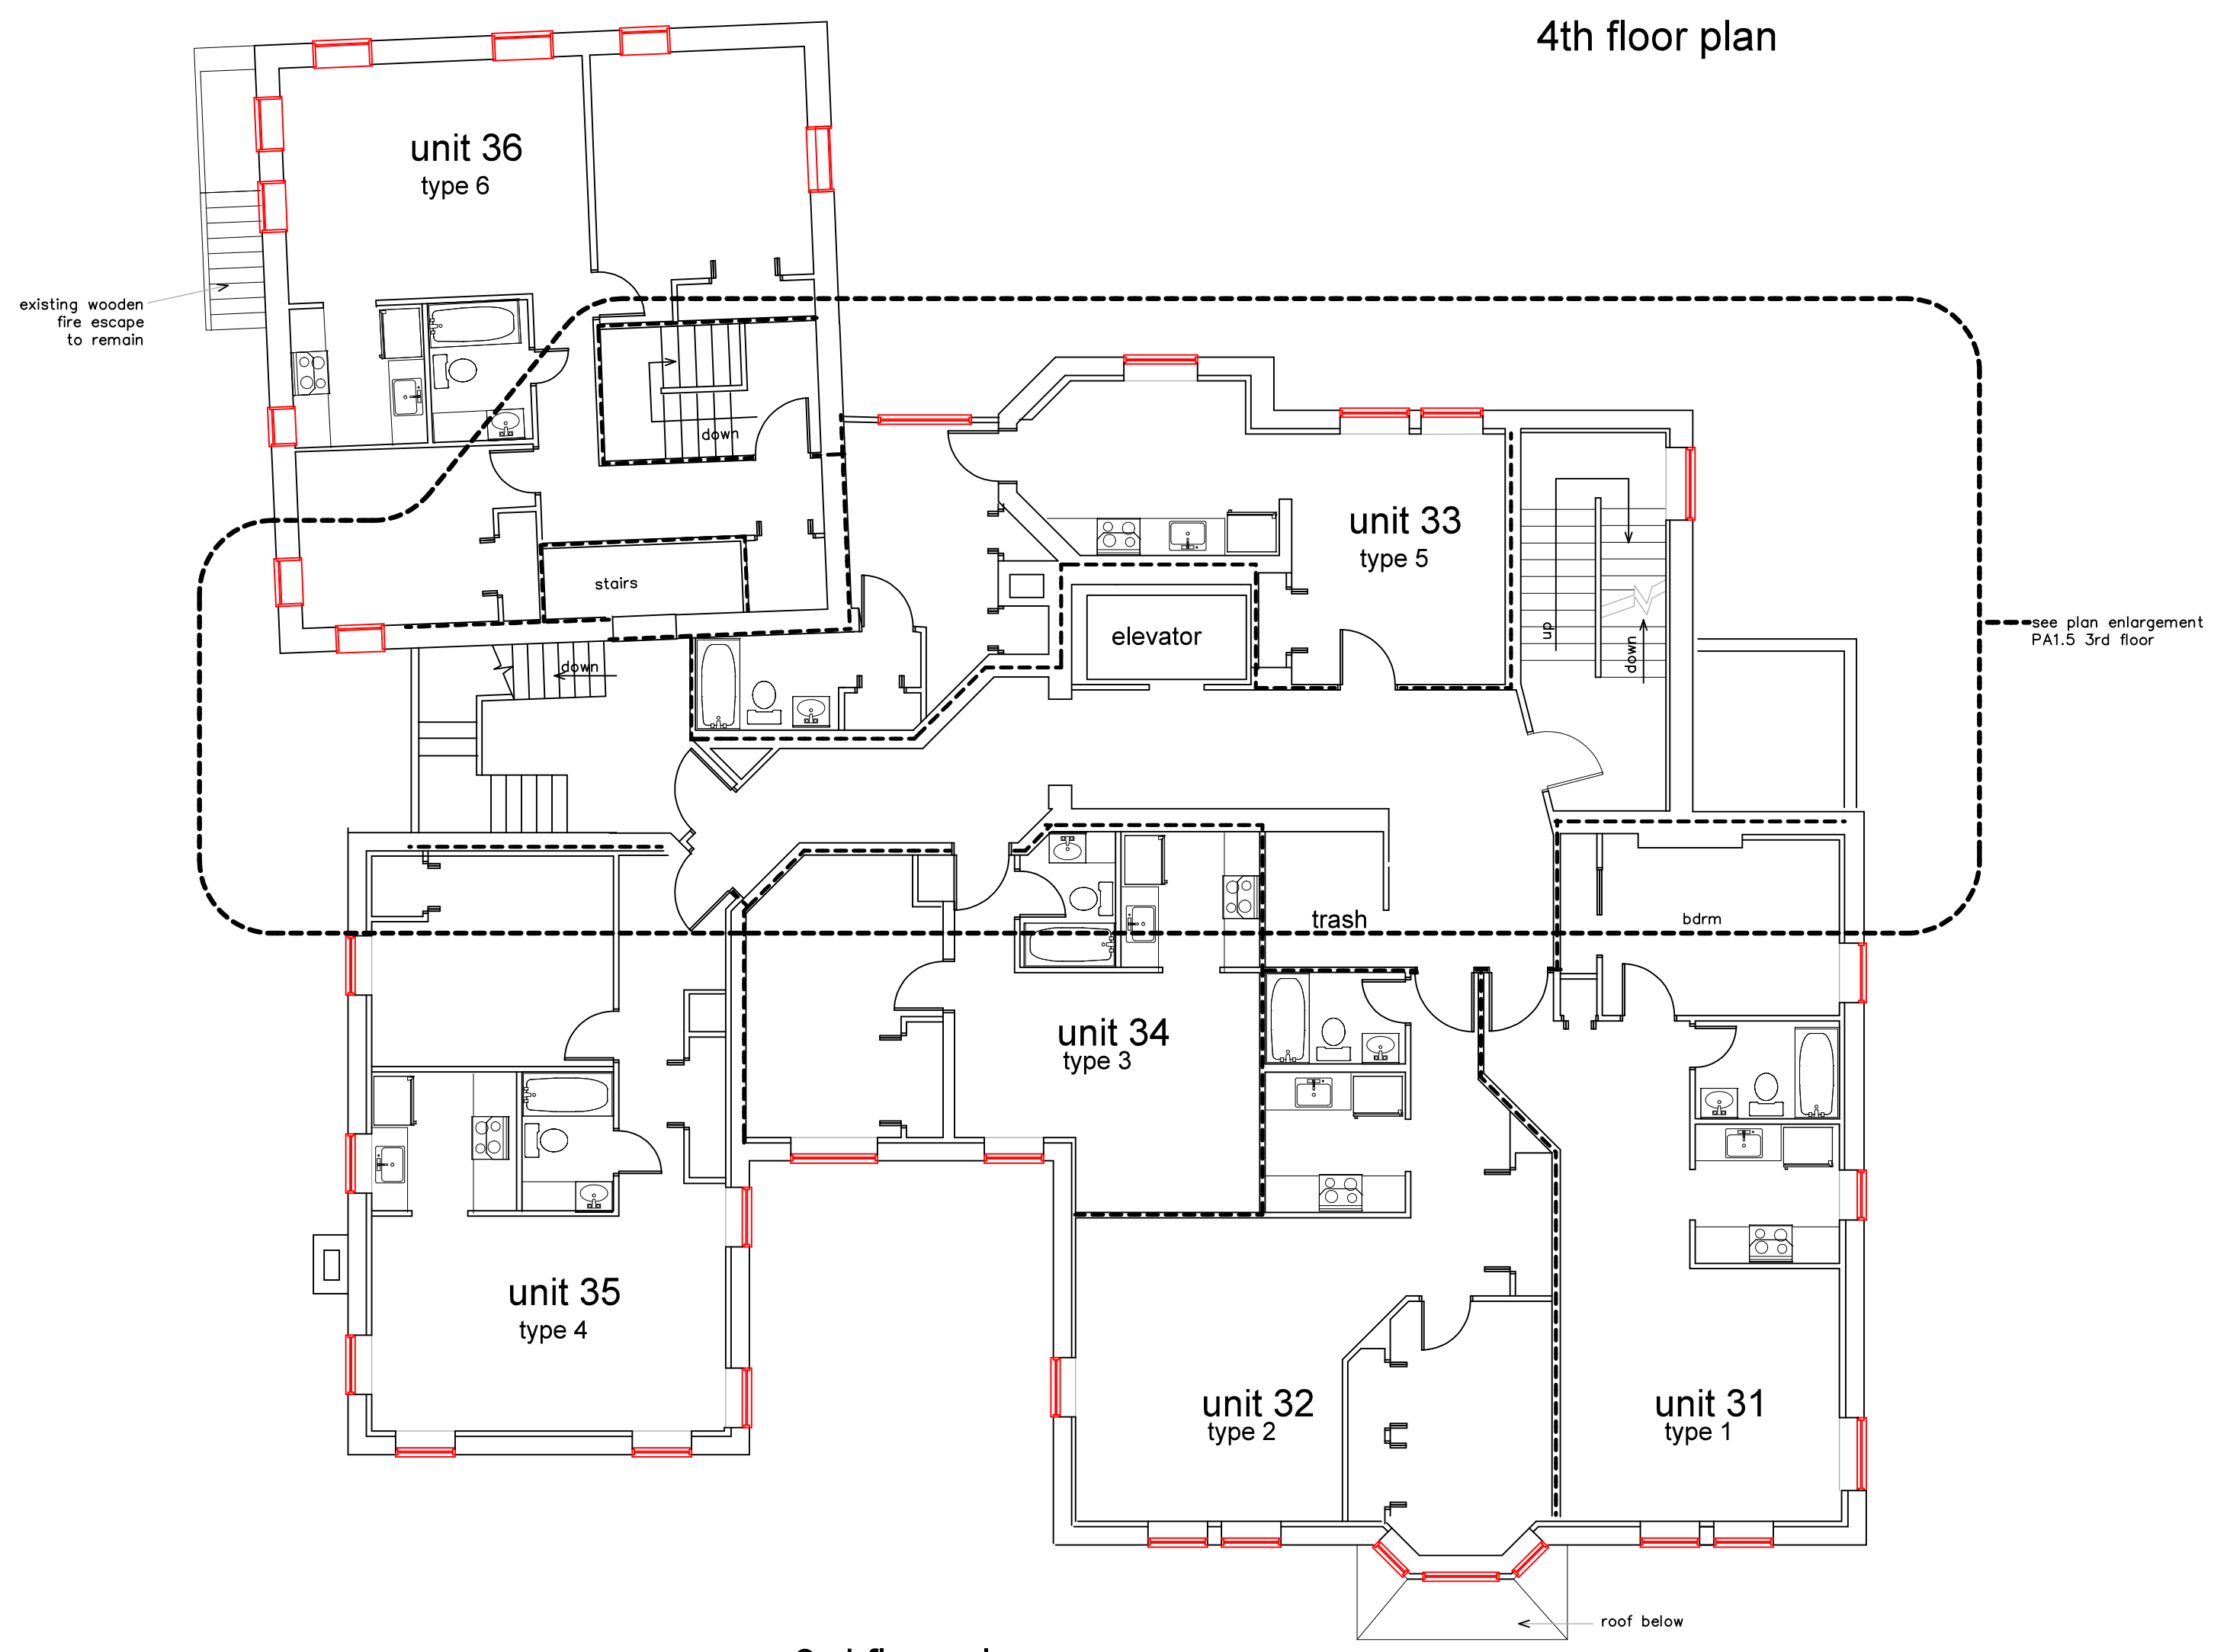 4th floor plan
unit 36
type 6
existing wooden
fire escape
to remain
down
unit 33
type 5
stairs
elevator
up
down
see plan enlargement
PA1.5 3rd floor
down
trash
bdrm
unit 34
type 3
unit 35
type 4
unit 32
type 2
unit 31
type 1
roof below